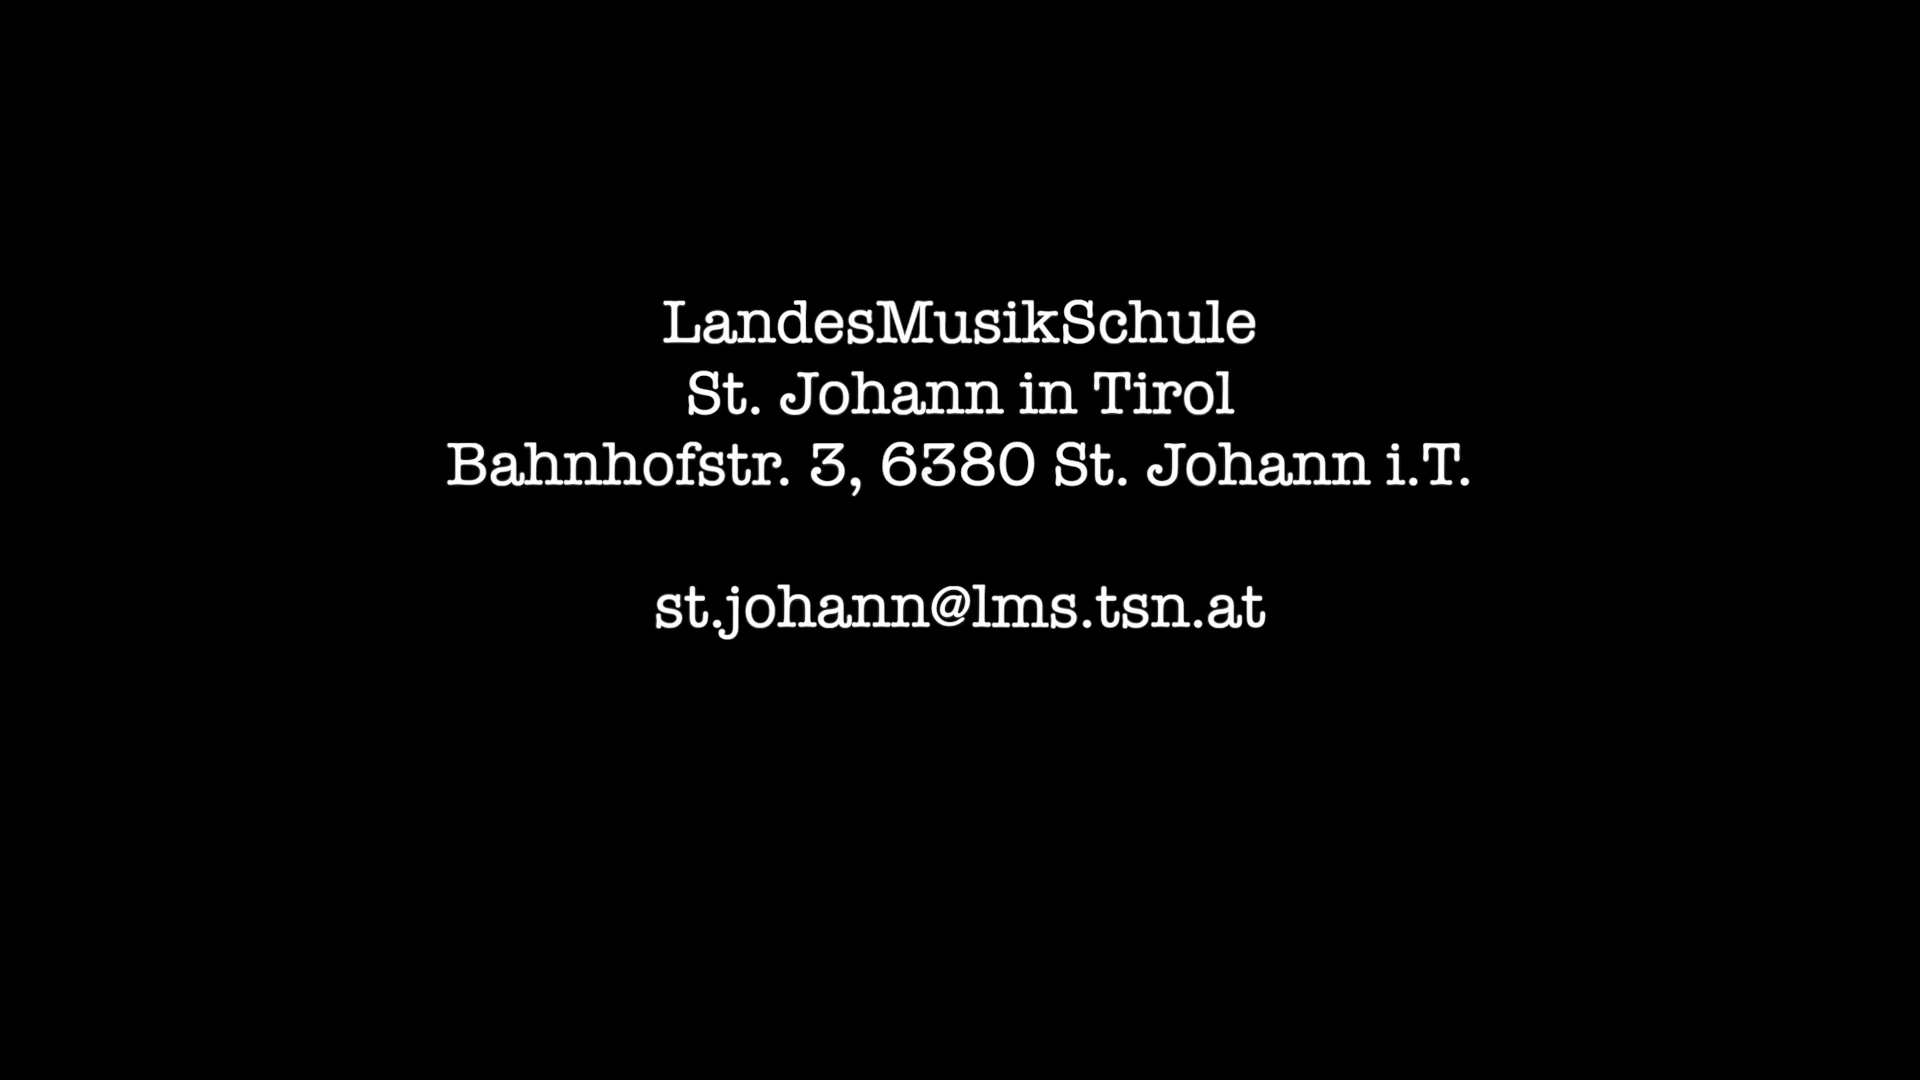 LandesMusikSchule
St. Johann in Tirol
Bahnhofstr. 3, 6380 St. Johann i.T.
st.johann@lms.tsn.at